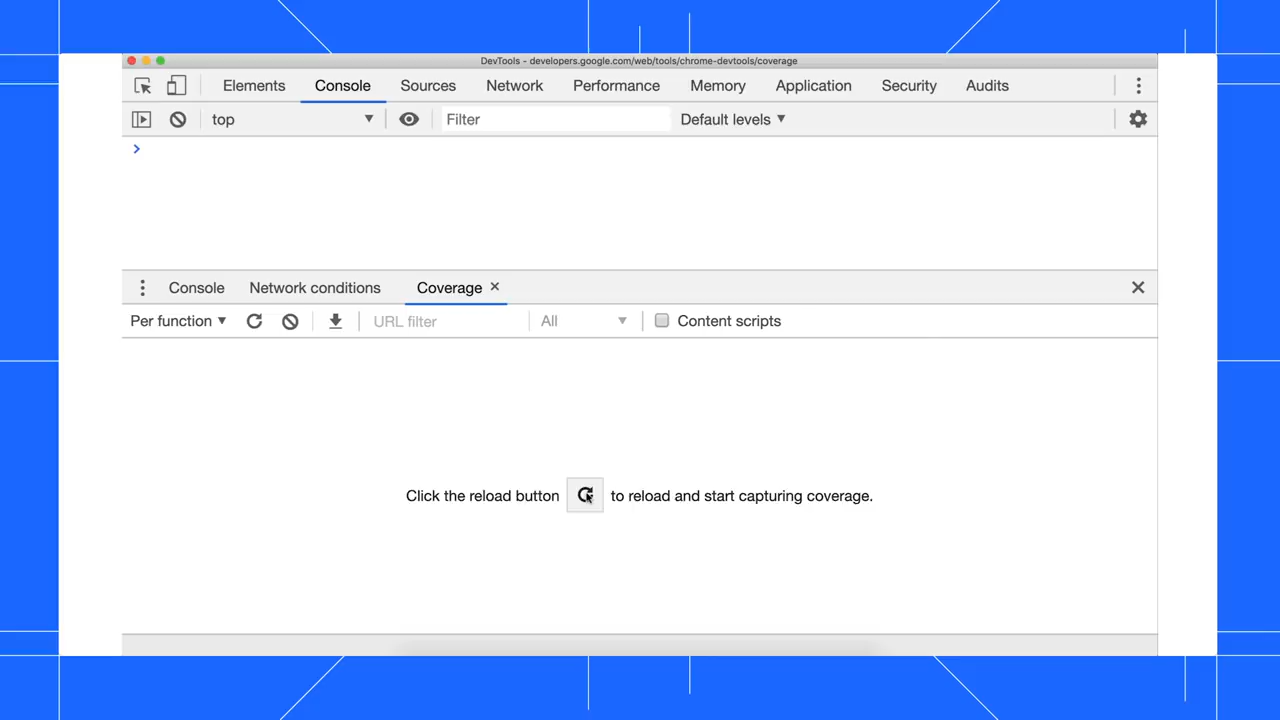 DevTools - developers.google.com/web/tools/chrome-devtools/coverage
Elements Console Sources Network Performance Memory Application Security Audits
top Filter Default levels
Console Network conditions Coverage
Per function URL filter All Content scripts
Click the reload button to reload and start capturing coverage.